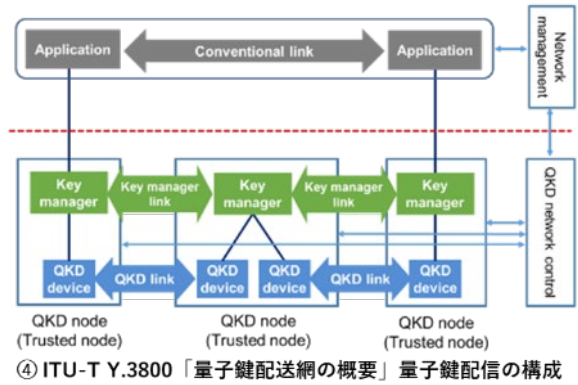 Application
Conventional link
Application
Network
management
Key
manager
Key manager
link
Key
manager
Key manager
link
Key
manager
QKD
device
QKD link
QKD
device
QKD
device
QKD link
QKD
device
QKD network
control
QKD node
(Trusted node)
QKD node
(Trusted node)
QKD node
(Trusted node)
④ ITU-T Y.3800「量子鍵配送網の概要」量子鍵配信の構成